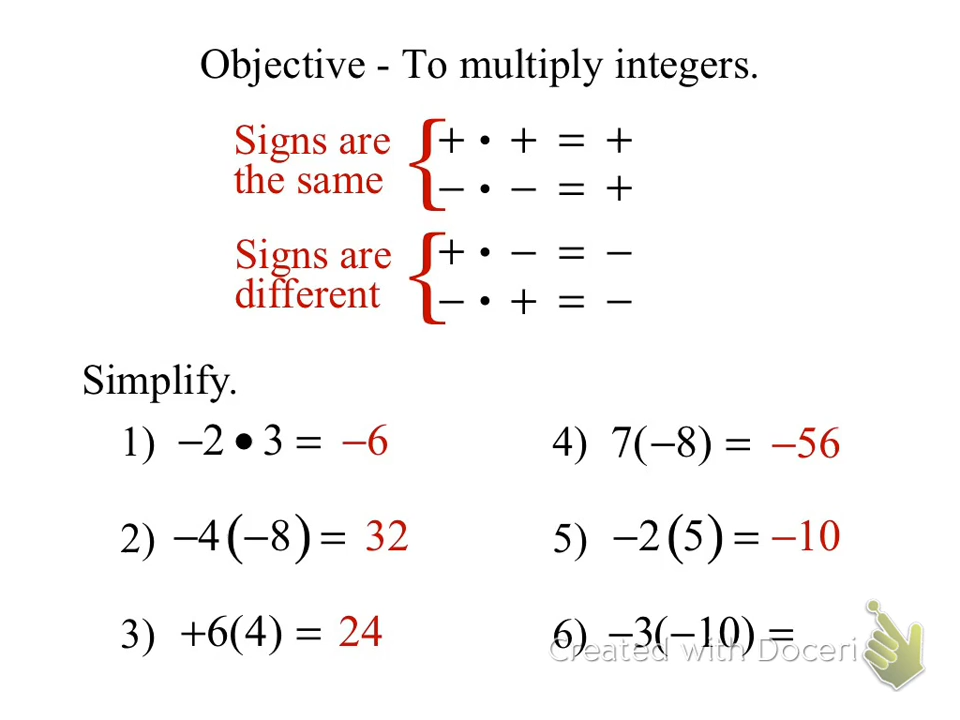 Objective - To multiply integers.
Signs are
the same
+ • + = +
− • − = +
Signs are
different
+ • − = −
− • + = −
Simplify.
1) −2 • 3 = −6
2) −4(−8) = 32
3) +6(4) = 24
4) 7(−8) = −56
5) −2(5) = −10
6) −3(−10) =
Created with Doceri